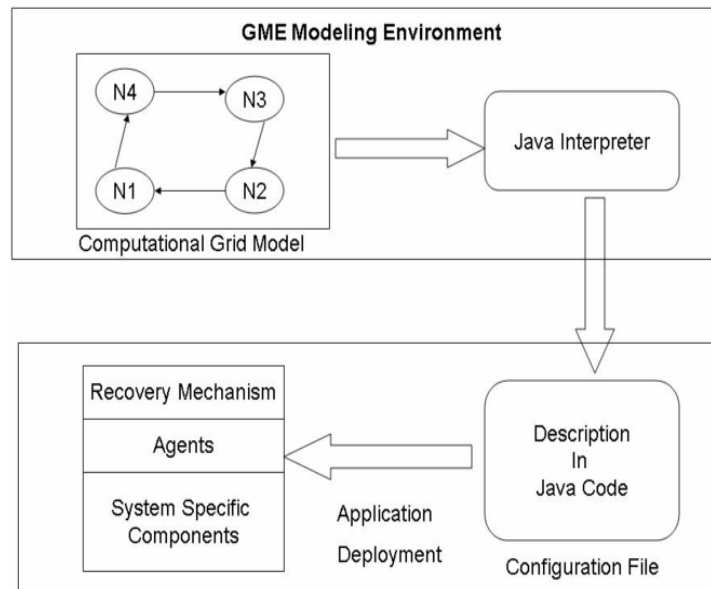 GME Modeling Environment
N4
N3
N1
N2
Computational Grid Model
Java Interpreter
Recovery Mechanism
Agents
System Specific
Components
Application
Deployment
Description
In
Java Code
Configuration File